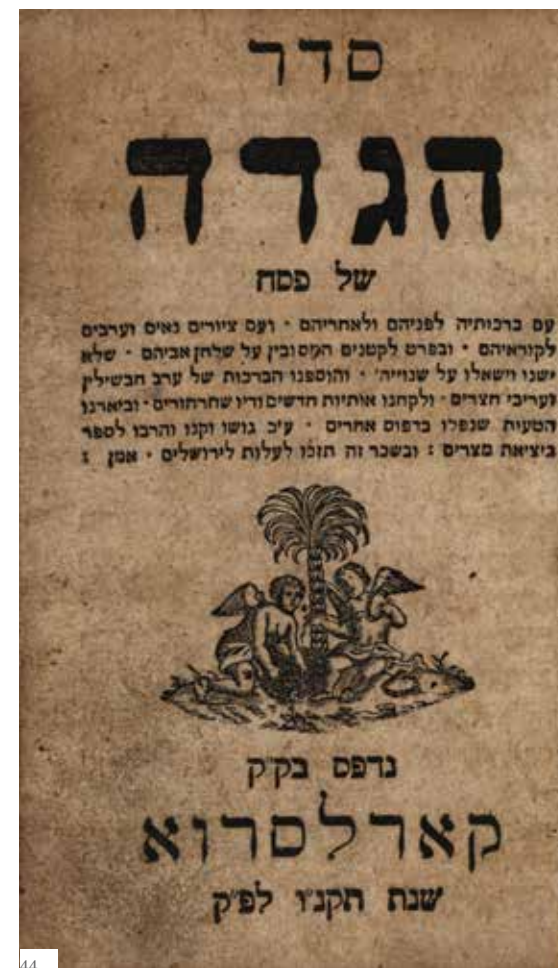 סדר
הגדה
של פסח
עם ברכותיה לפניהם ולאחריהם · ועם ציורים נאים וערבים
לקוראיהם · ובפרט לקטנים המסובין על שלחן אביהם · שלא
ישנו וישאלו על שנוייה · והוספנו הברכות של ערב תבשילין
ועריבי חצרים · ולקחנו אותיות חדשים ודיו שחרחורים · וביארנו
הטעית שנפלו בדפוס אחרים · ע״כ גושו וקנו והרבו לספר
ביציאת מצרים : ובשכר זה תזכו לעלות לירושלים · אמן :
נדפס בק״ק
קארלסרוא
שנת תקנ״ו לפ״ק
44